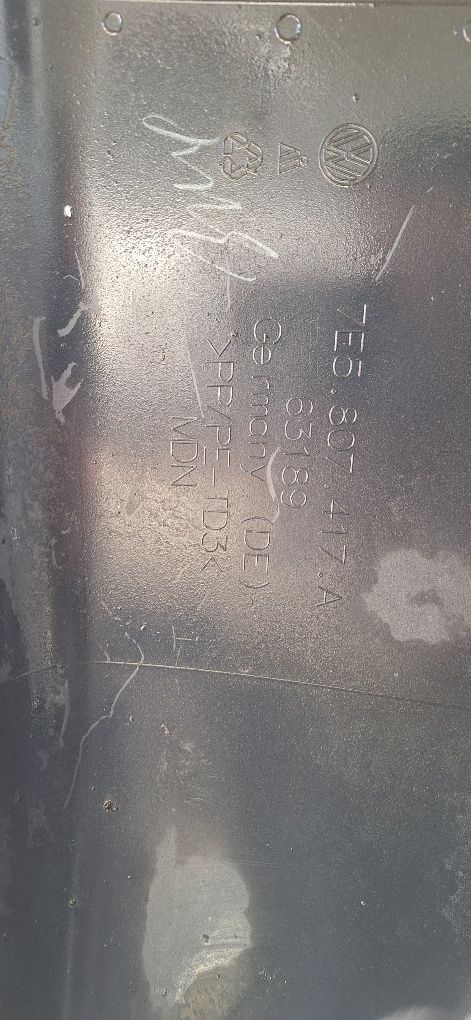 7E5.807.417.A
63189
Germany (DE)
>PP/PE-TD3<
MDN